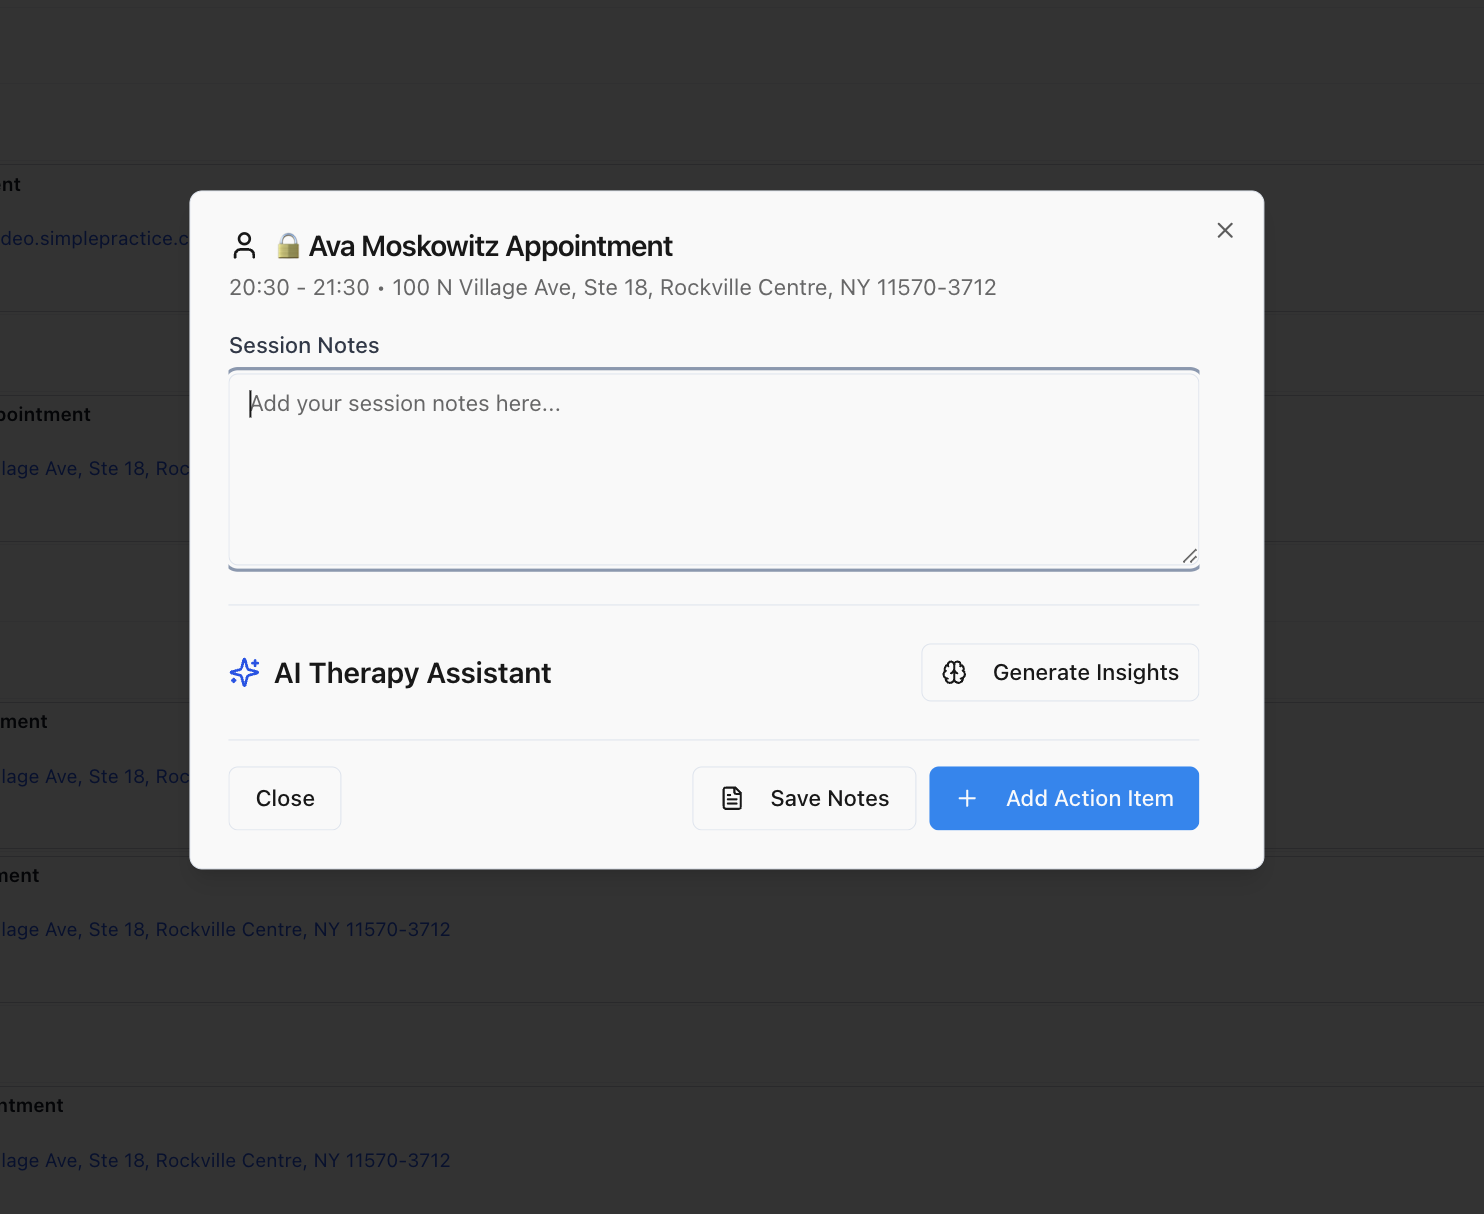 ent
deo.simplepractice.c
🔒 Ava Moskowitz Appointment
20:30 - 21:30 • 100 N Village Ave, Ste 18, Rockville Centre, NY 11570-3712
Session Notes
Add your session notes here...
pointment
lage Ave, Ste 18, Roc
AI Therapy Assistant
Generate Insights
ment
lage Ave, Ste 18, Roc
Close
Save Notes
Add Action Item
ment
lage Ave, Ste 18, Rockville Centre, NY 11570-3712
ntment
lage Ave, Ste 18, Rockville Centre, NY 11570-3712